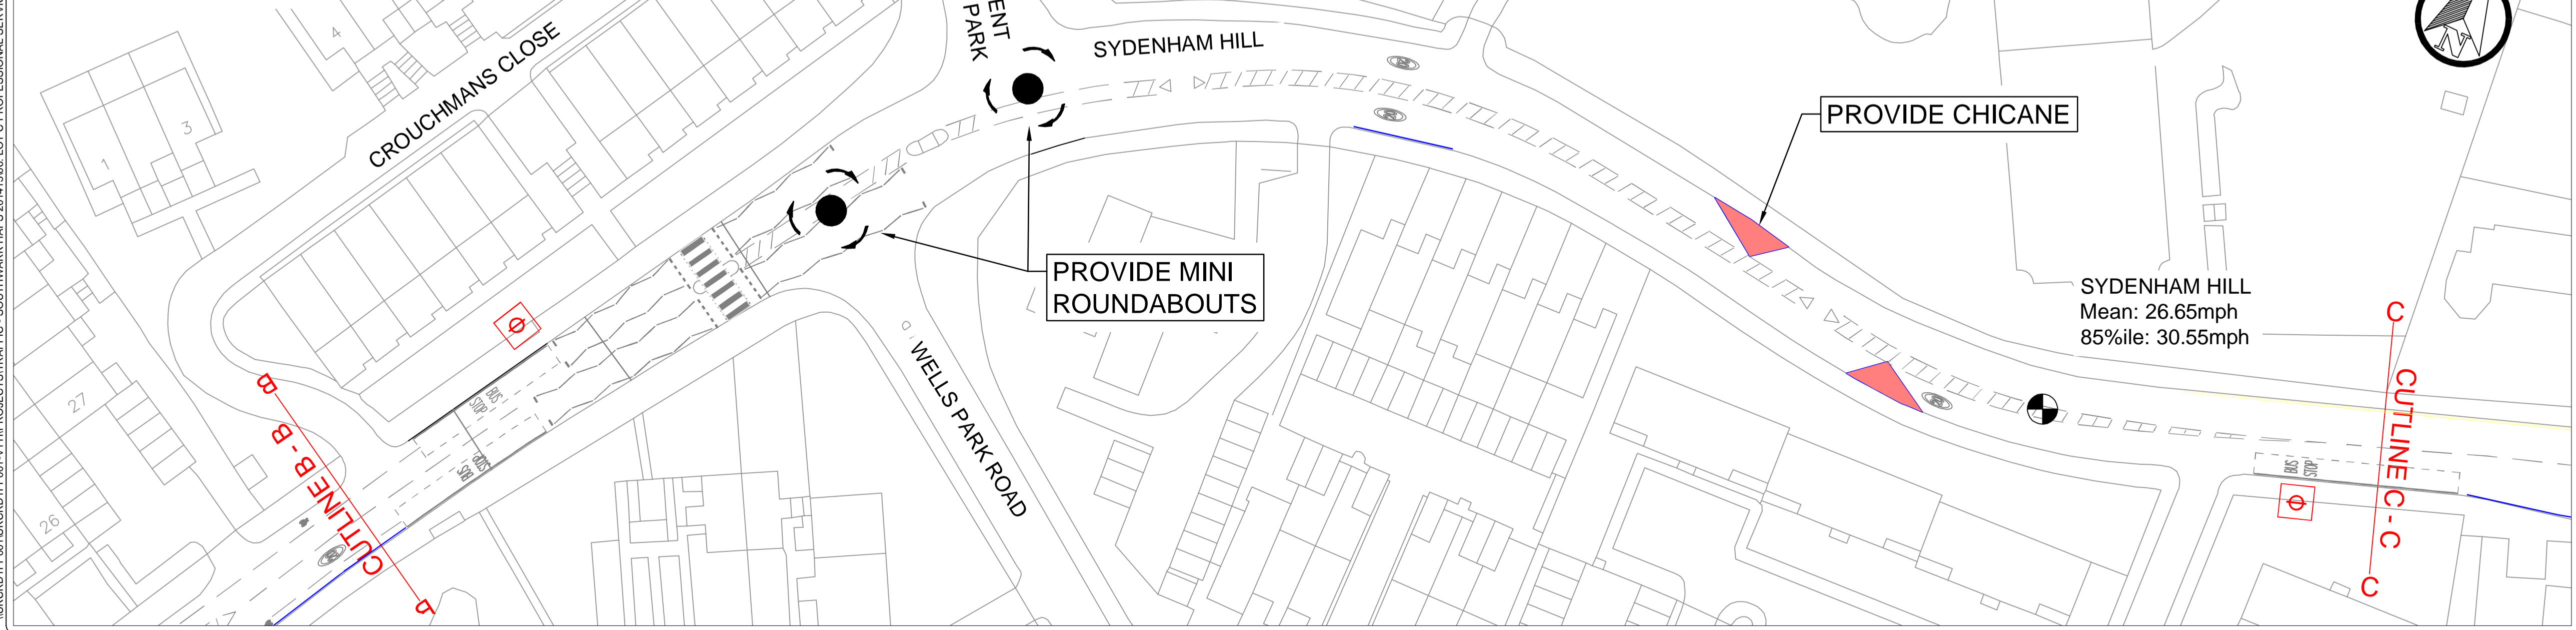 CROUCHMANS CLOSE
ENT
PARK
SYDENHAM HILL
PROVIDE CHICANE
PROVIDE MINI
ROUNDABOUTS
SYDENHAM HILL
Mean: 26.65mph
85%ile: 30.55mph
WELLS PARK ROAD
CUTLINE B - B
B
CUTLINE C - C
C
C
BUS
STOP
BUS
STOP
BUS
STOP
1
3
4
27
26
N